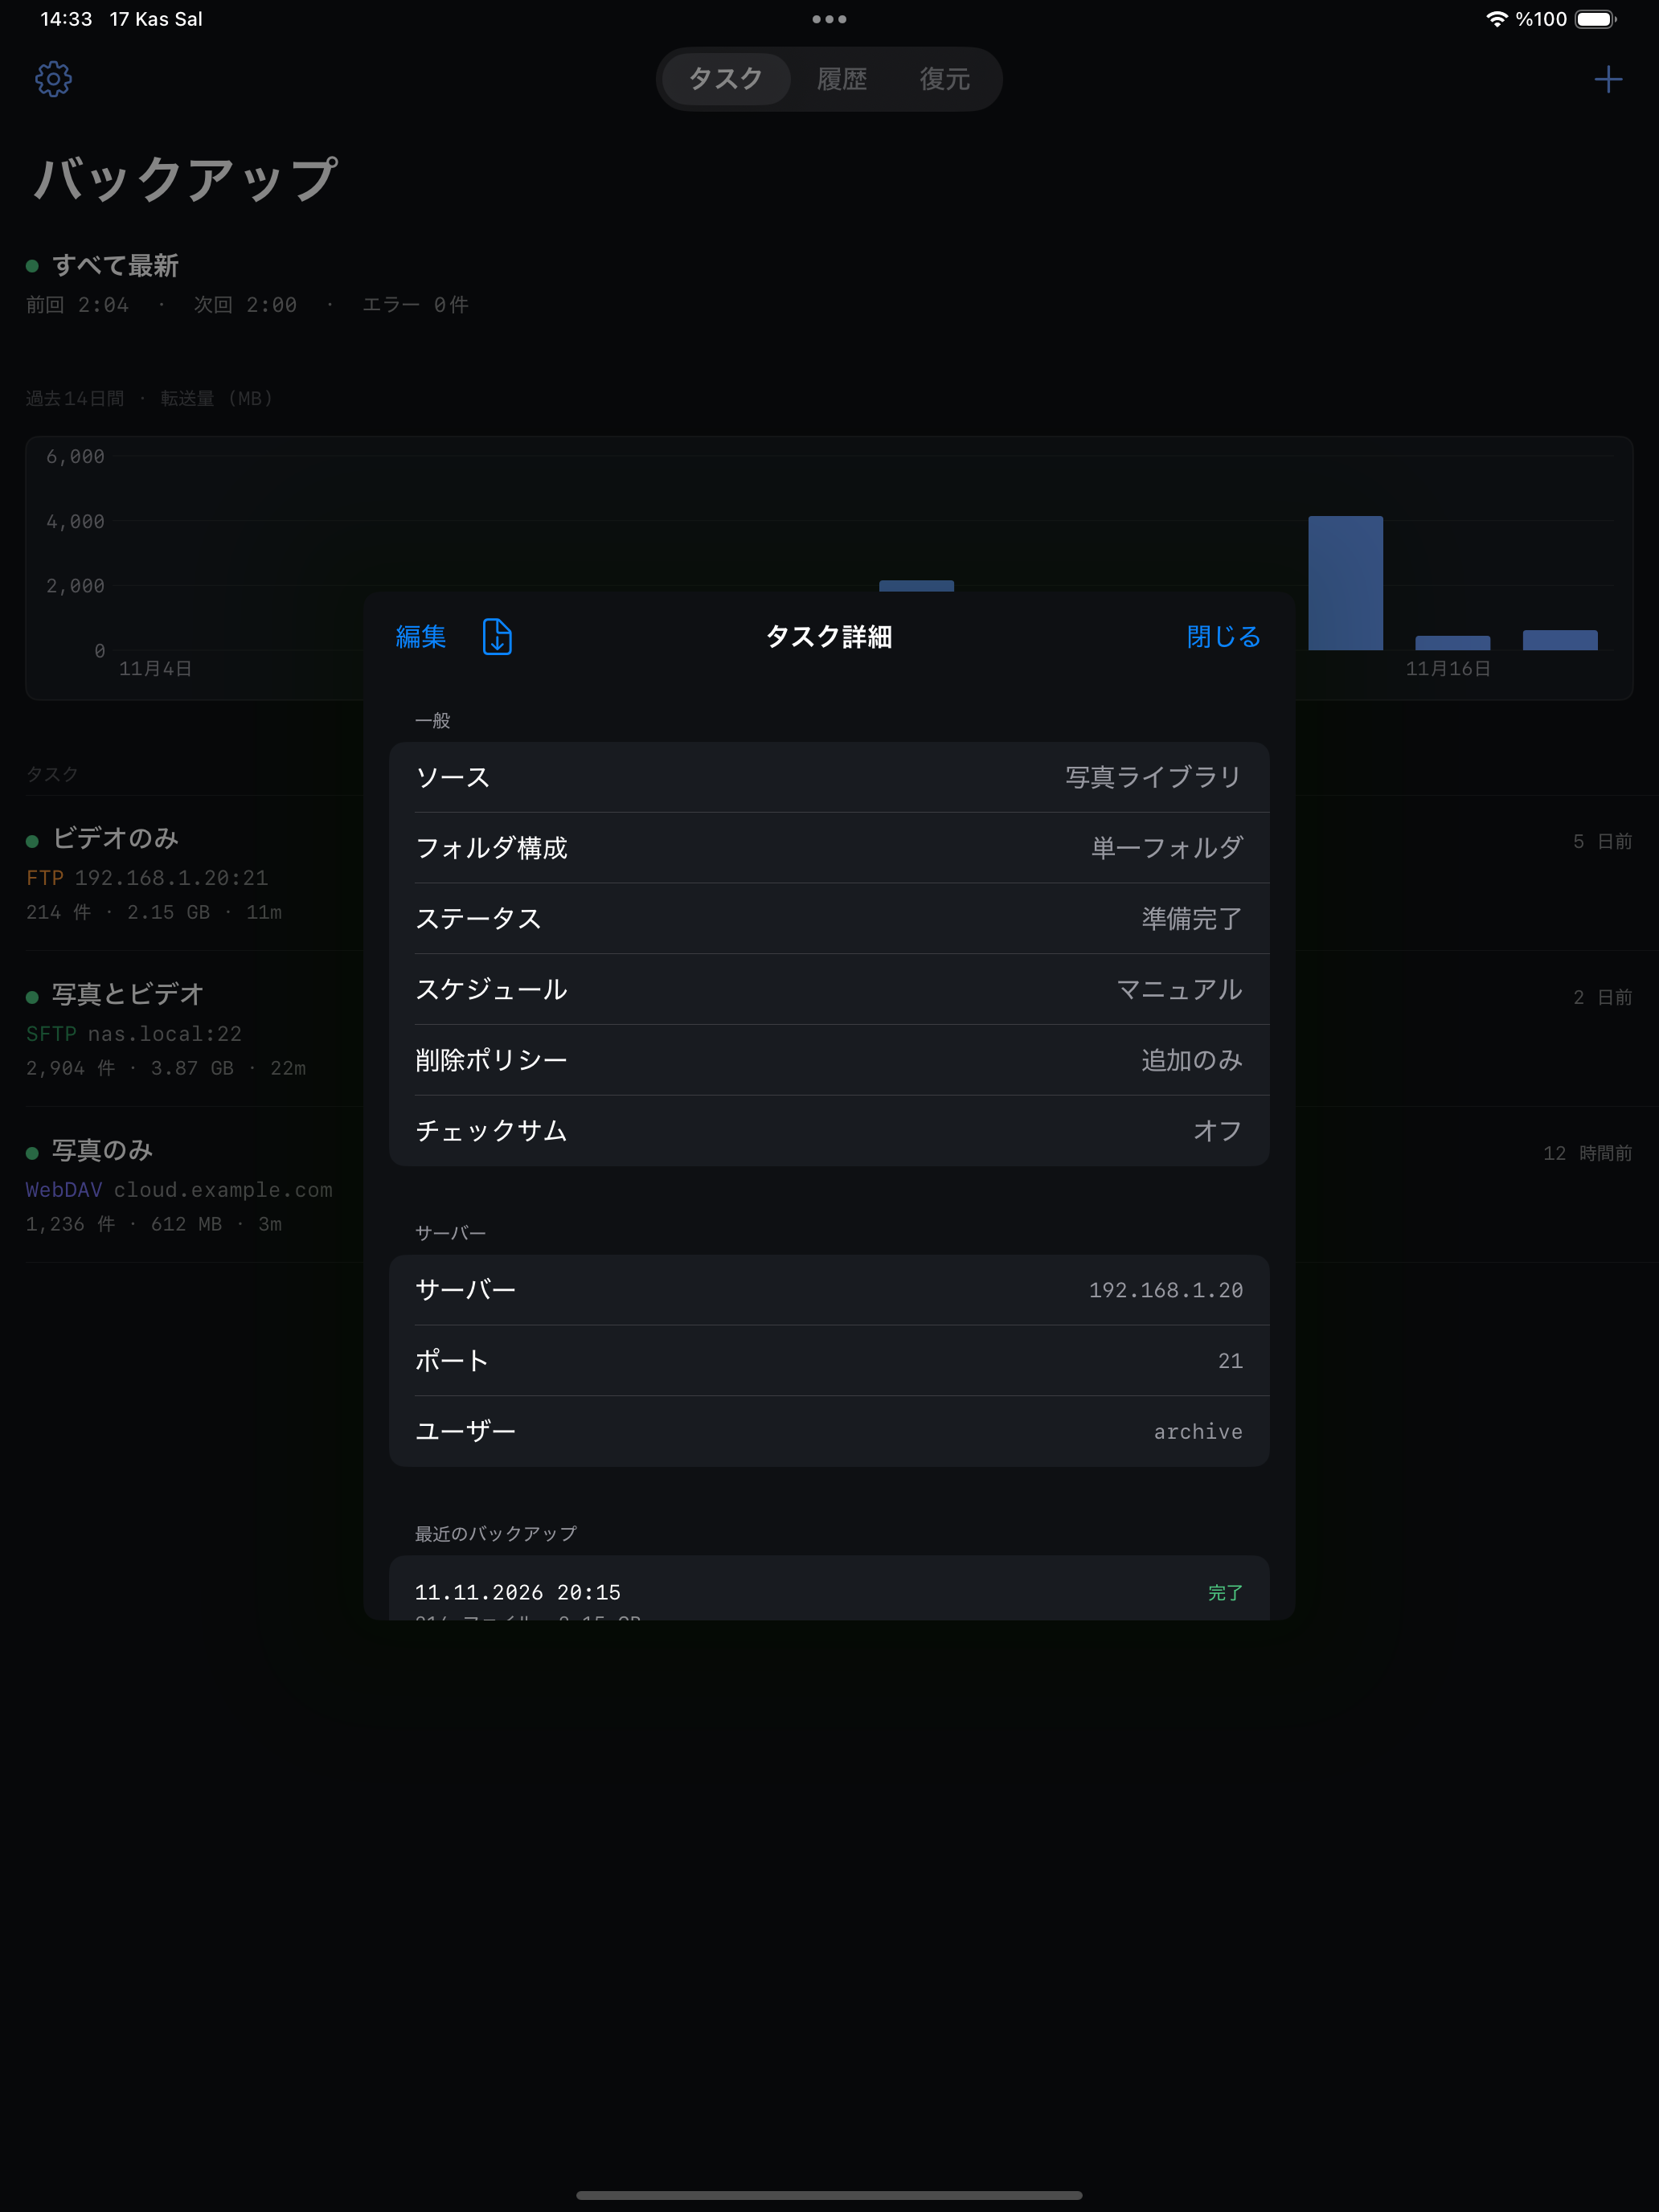 14:33 17 Kas Sal
%100
タスク 履歴 復元
バックアップ
すべて最新
前回 2:04 · 次回 2:00 · エラー 0件
過去14日間 · 転送量 (MB)
6,000
4,000
2,000
0
11月4日 11月16日
タスク
ビデオのみ 5 日前
FTP 192.168.1.20:21
214 件 · 2.15 GB · 11m
写真とビデオ 2 日前
SFTP nas.local:22
2,904 件 · 3.87 GB · 22m
写真のみ 12 時間前
WebDAV cloud.example.com
1,236 件 · 612 MB · 3m
編集 タスク詳細 閉じる
一般
ソース 写真ライブラリ
フォルダ構成 単一フォルダ
ステータス 準備完了
スケジュール マニュアル
削除ポリシー 追加のみ
チェックサム オフ
サーバー
サーバー 192.168.1.20
ポート 21
ユーザー archive
最近のバックアップ
11.11.2026 20:15 完了